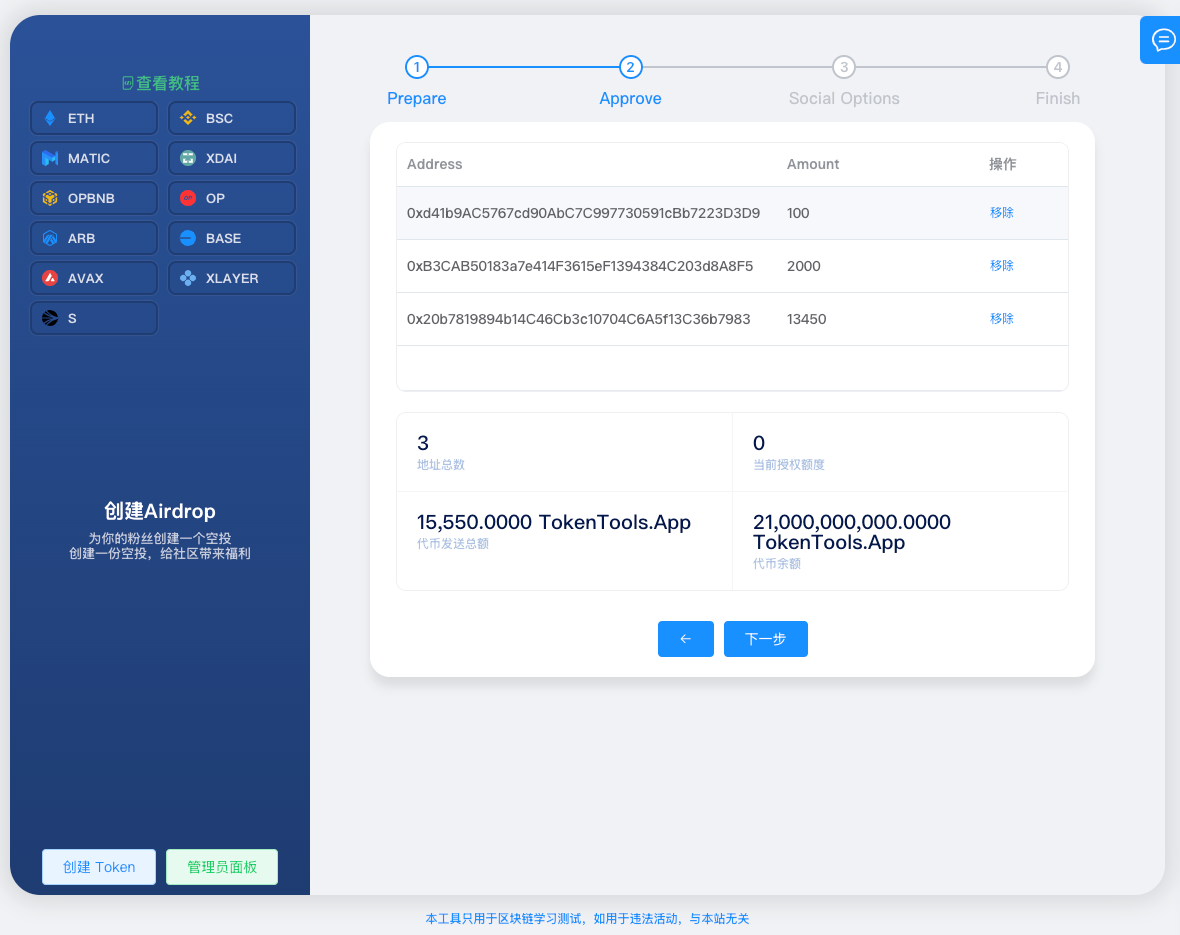 查看教程
ETH
BSC
MATIC
XDAI
OPBNB
OP
ARB
BASE
AVAX
XLAYER
S
创建Airdrop
为你的粉丝创建一个空投
创建一份空投，给社区带来福利
创建 Token
管理员面板
1
2
3
4
Prepare
Approve
Social Options
Finish
Address Amount 操作
0xd41b9AC5767cd90AbC7C997730591cBb7223D3D9 100 移除
0xB3CAB50183a7e414F3615eF1394384C203d8A8F5 2000 移除
0x20b7819894b14C46Cb3c10704C6A5f13C36b7983 13450 移除
3
地址总数
0
当前授权额度
15,550.0000 TokenTools.App
代币发送总额
21,000,000,000.0000
TokenTools.App
代币余额
←
下一步
本工具只用于区块链学习测试，如用于违法活动，与本站无关